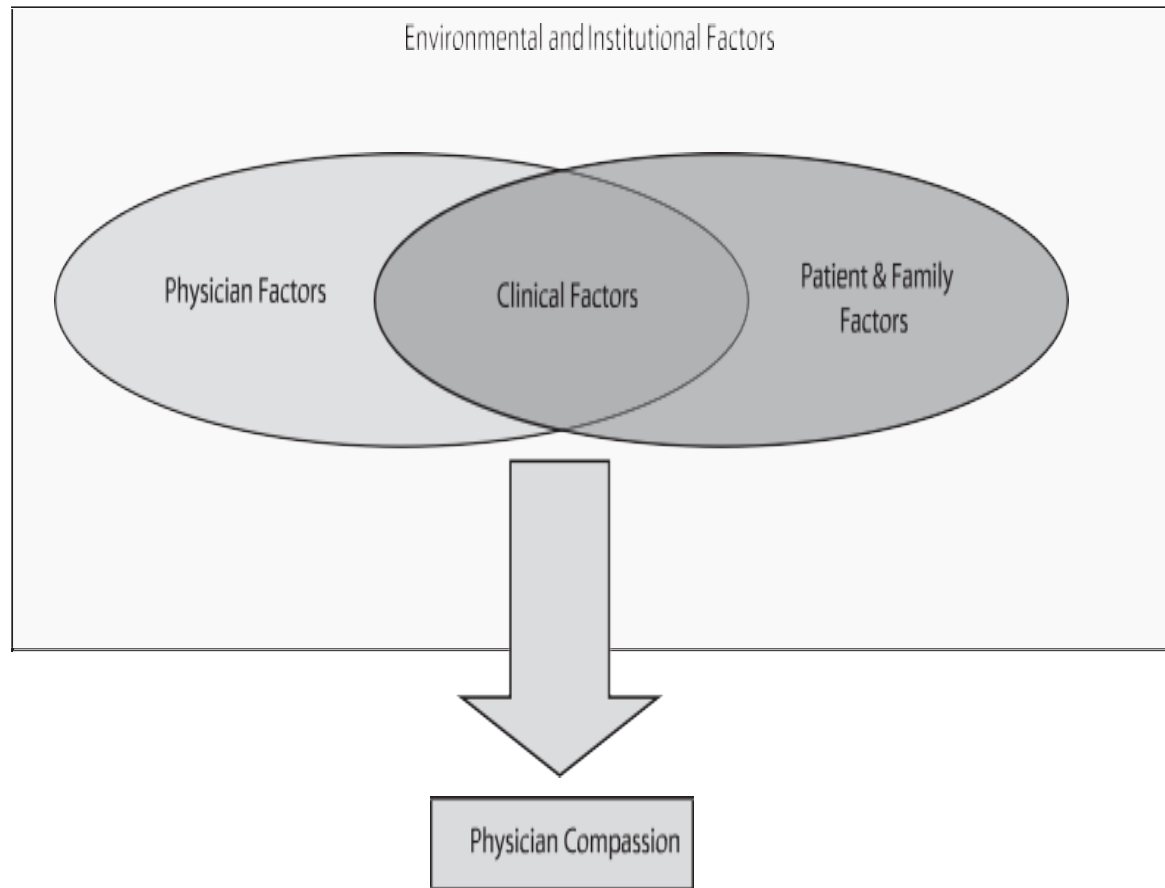 Environmental and Institutional Factors
Physician Factors
Clinical Factors
Patient & Family
Factors
Physician Compassion